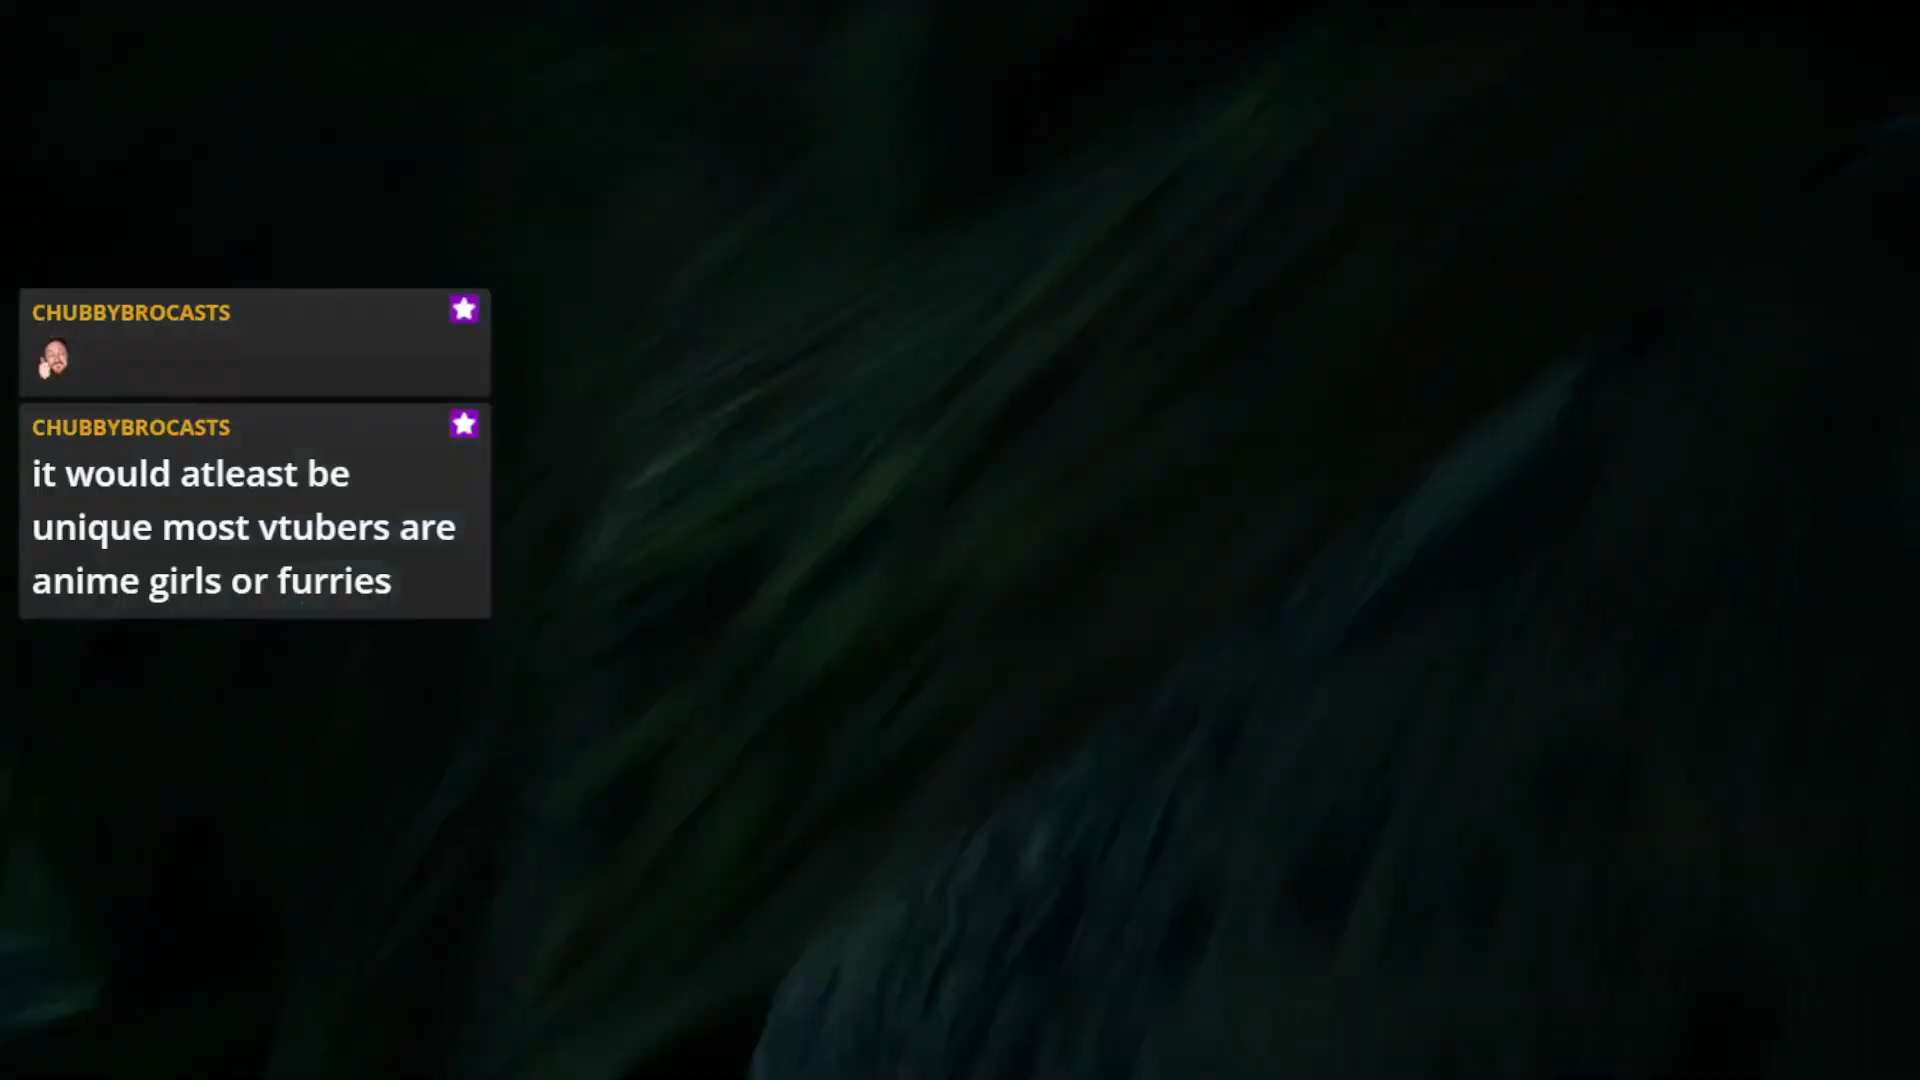 CHUBBYBROCASTS
CHUBBYBROCASTS
it would atleast be
unique most vtubers are
anime girls or furries